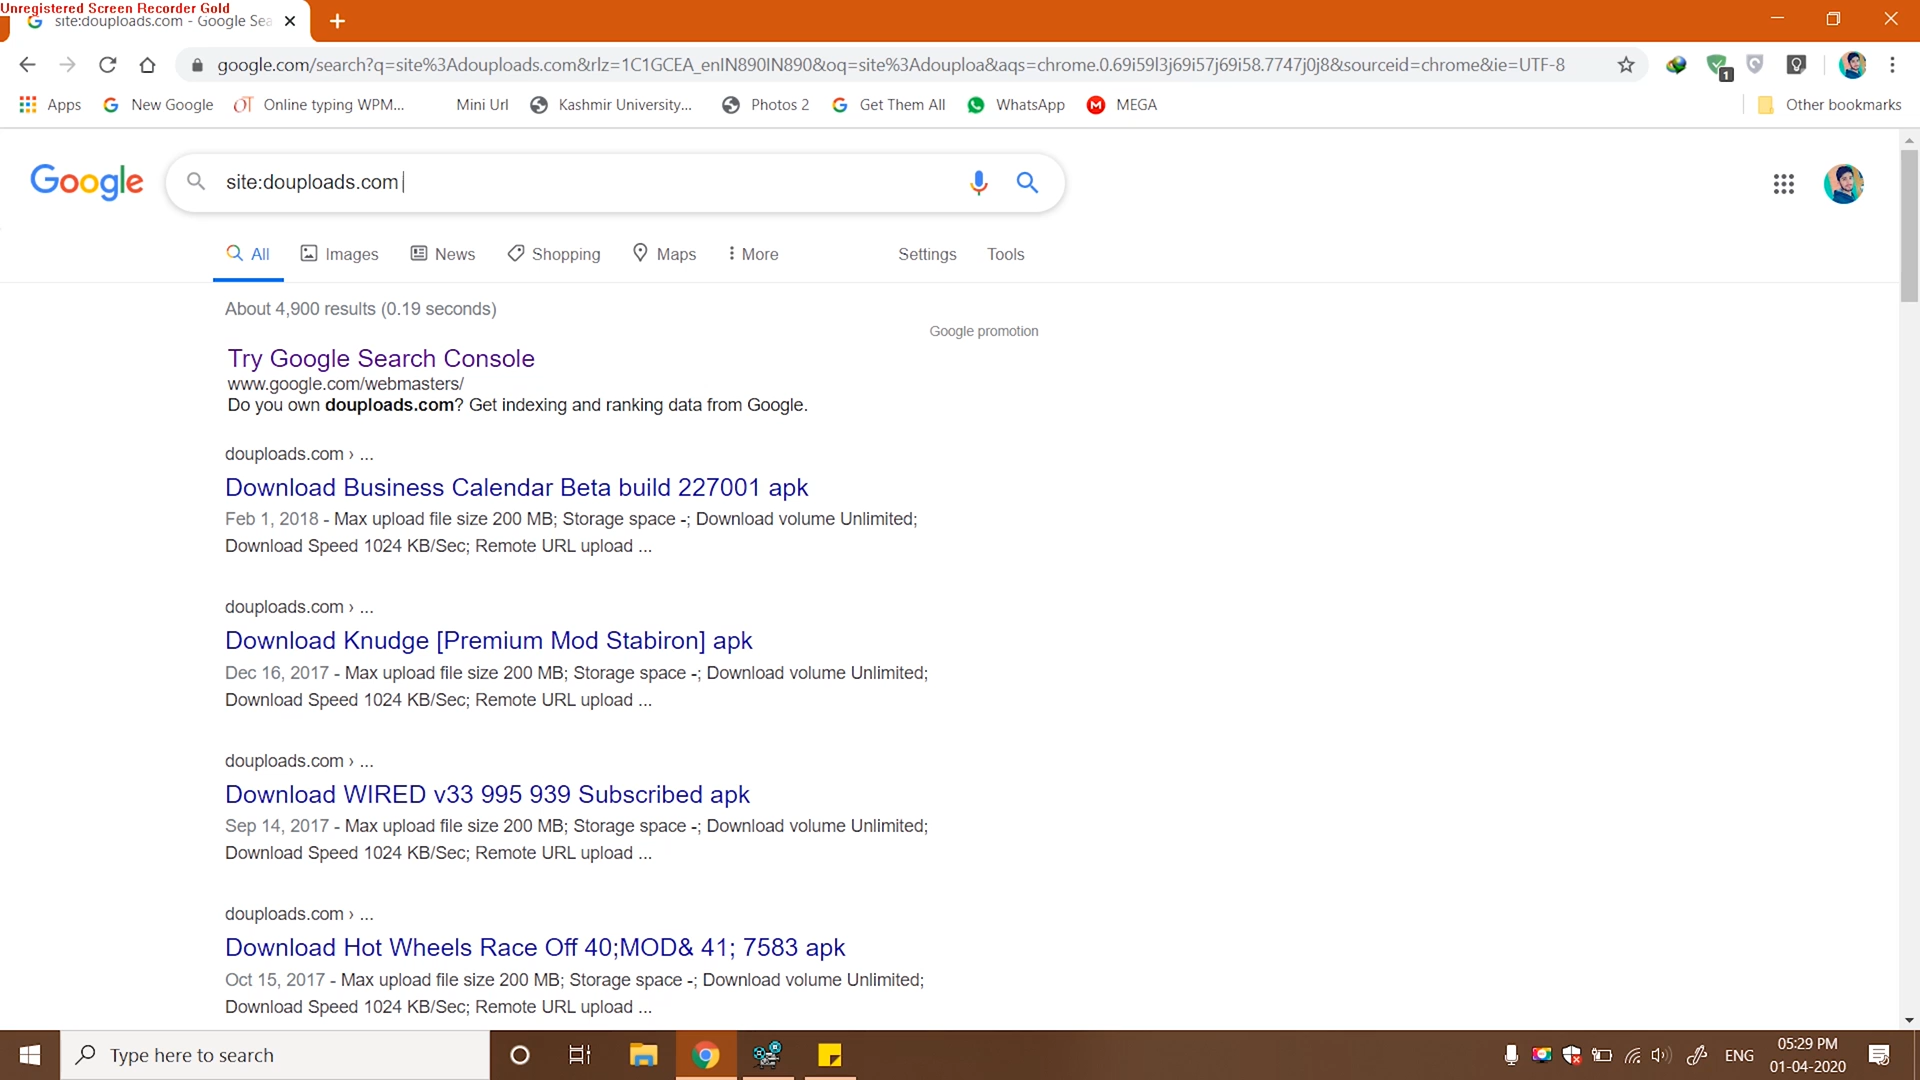 Unregistered Screen Recorder Gold
site:douploads.com - Google Sea
google.com/search?q=site%3Adouploads.com&rlz=1C1GCEA_enIN890IN890&oq=site%3Adouploa&aqs=chrome.0.69i59l3j69i57j69i58.7747j0j8&sourceid=chrome&ie=UTF-8
1
Apps
New Google
OT Online typing WPM...
Mini Url
Kashmir University...
Photos 2
Get Them All
WhatsApp
MEGA
Other bookmarks
Google
site:douploads.com
All
Images
News
Shopping
Maps
More
Settings
Tools
About 4,900 results (0.19 seconds)
Google promotion
Try Google Search Console
www.google.com/webmasters/
Do you own douploads.com? Get indexing and ranking data from Google.
douploads.com › ...
Download Business Calendar Beta build 227001 apk
Feb 1, 2018 - Max upload file size 200 MB; Storage space -; Download volume Unlimited;
Download Speed 1024 KB/Sec; Remote URL upload ...
douploads.com › ...
Download Knudge [Premium Mod Stabiron] apk
Dec 16, 2017 - Max upload file size 200 MB; Storage space -; Download volume Unlimited;
Download Speed 1024 KB/Sec; Remote URL upload ...
douploads.com › ...
Download WIRED v33 995 939 Subscribed apk
Sep 14, 2017 - Max upload file size 200 MB; Storage space -; Download volume Unlimited;
Download Speed 1024 KB/Sec; Remote URL upload ...
douploads.com › ...
Download Hot Wheels Race Off 40;MOD& 41; 7583 apk
Oct 15, 2017 - Max upload file size 200 MB; Storage space -; Download volume Unlimited;
Download Speed 1024 KB/Sec; Remote URL upload ...
Type here to search
ENG
05:29 PM
01-04-2020